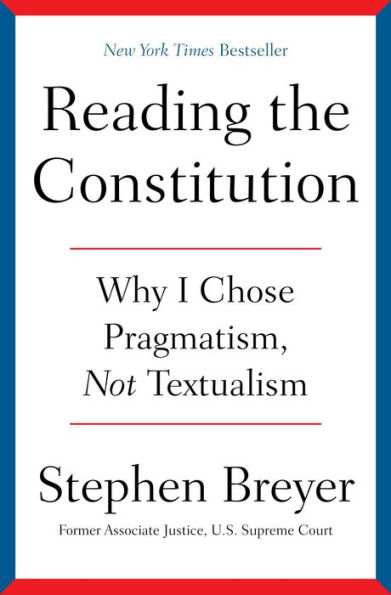 New York Times Bestseller
Reading the
Constitution
Why I Chose
Pragmatism,
Not Textualism
Stephen Breyer
Former Associate Justice, U.S. Supreme Court